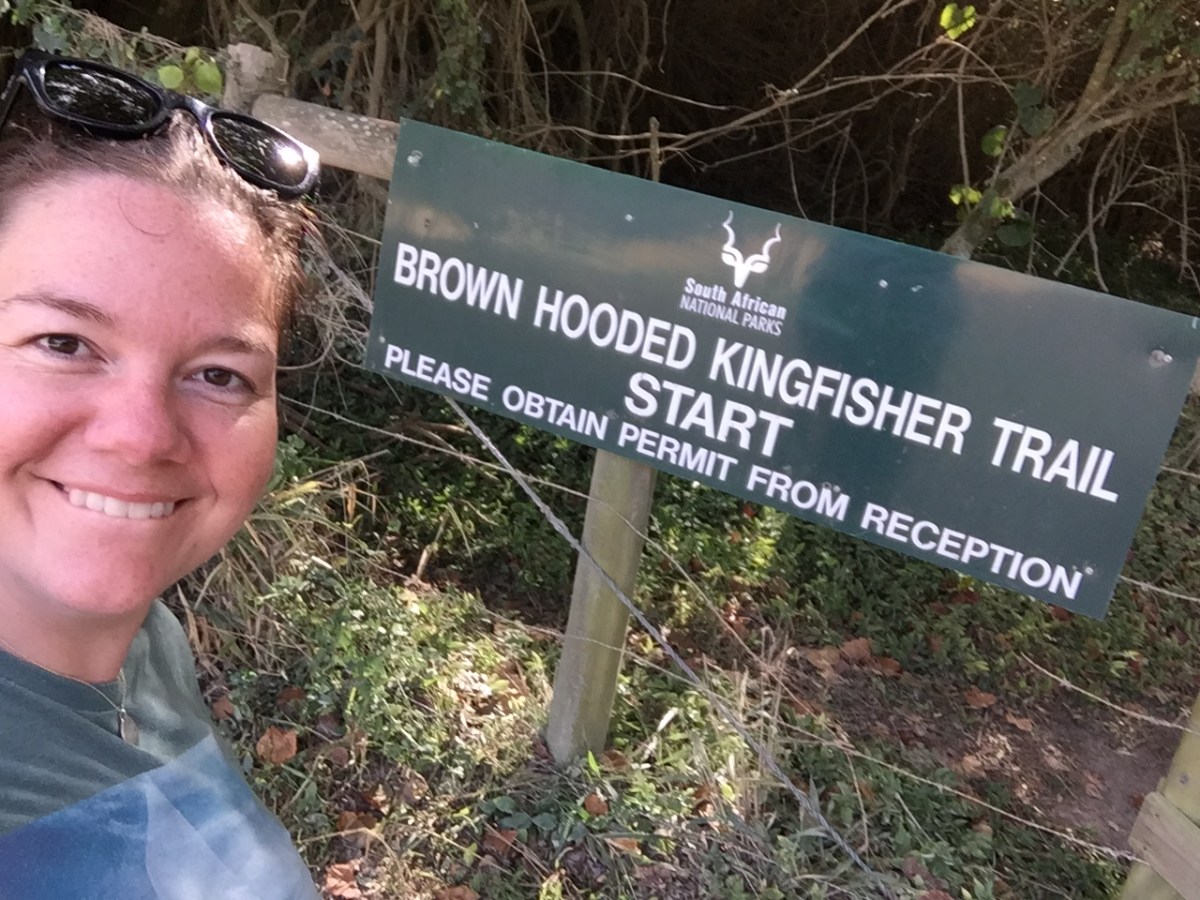 South African
NATIONAL PARKS
BROWN HOODED KINGFISHER TRAIL
START
PLEASE OBTAIN PERMIT FROM RECEPTION